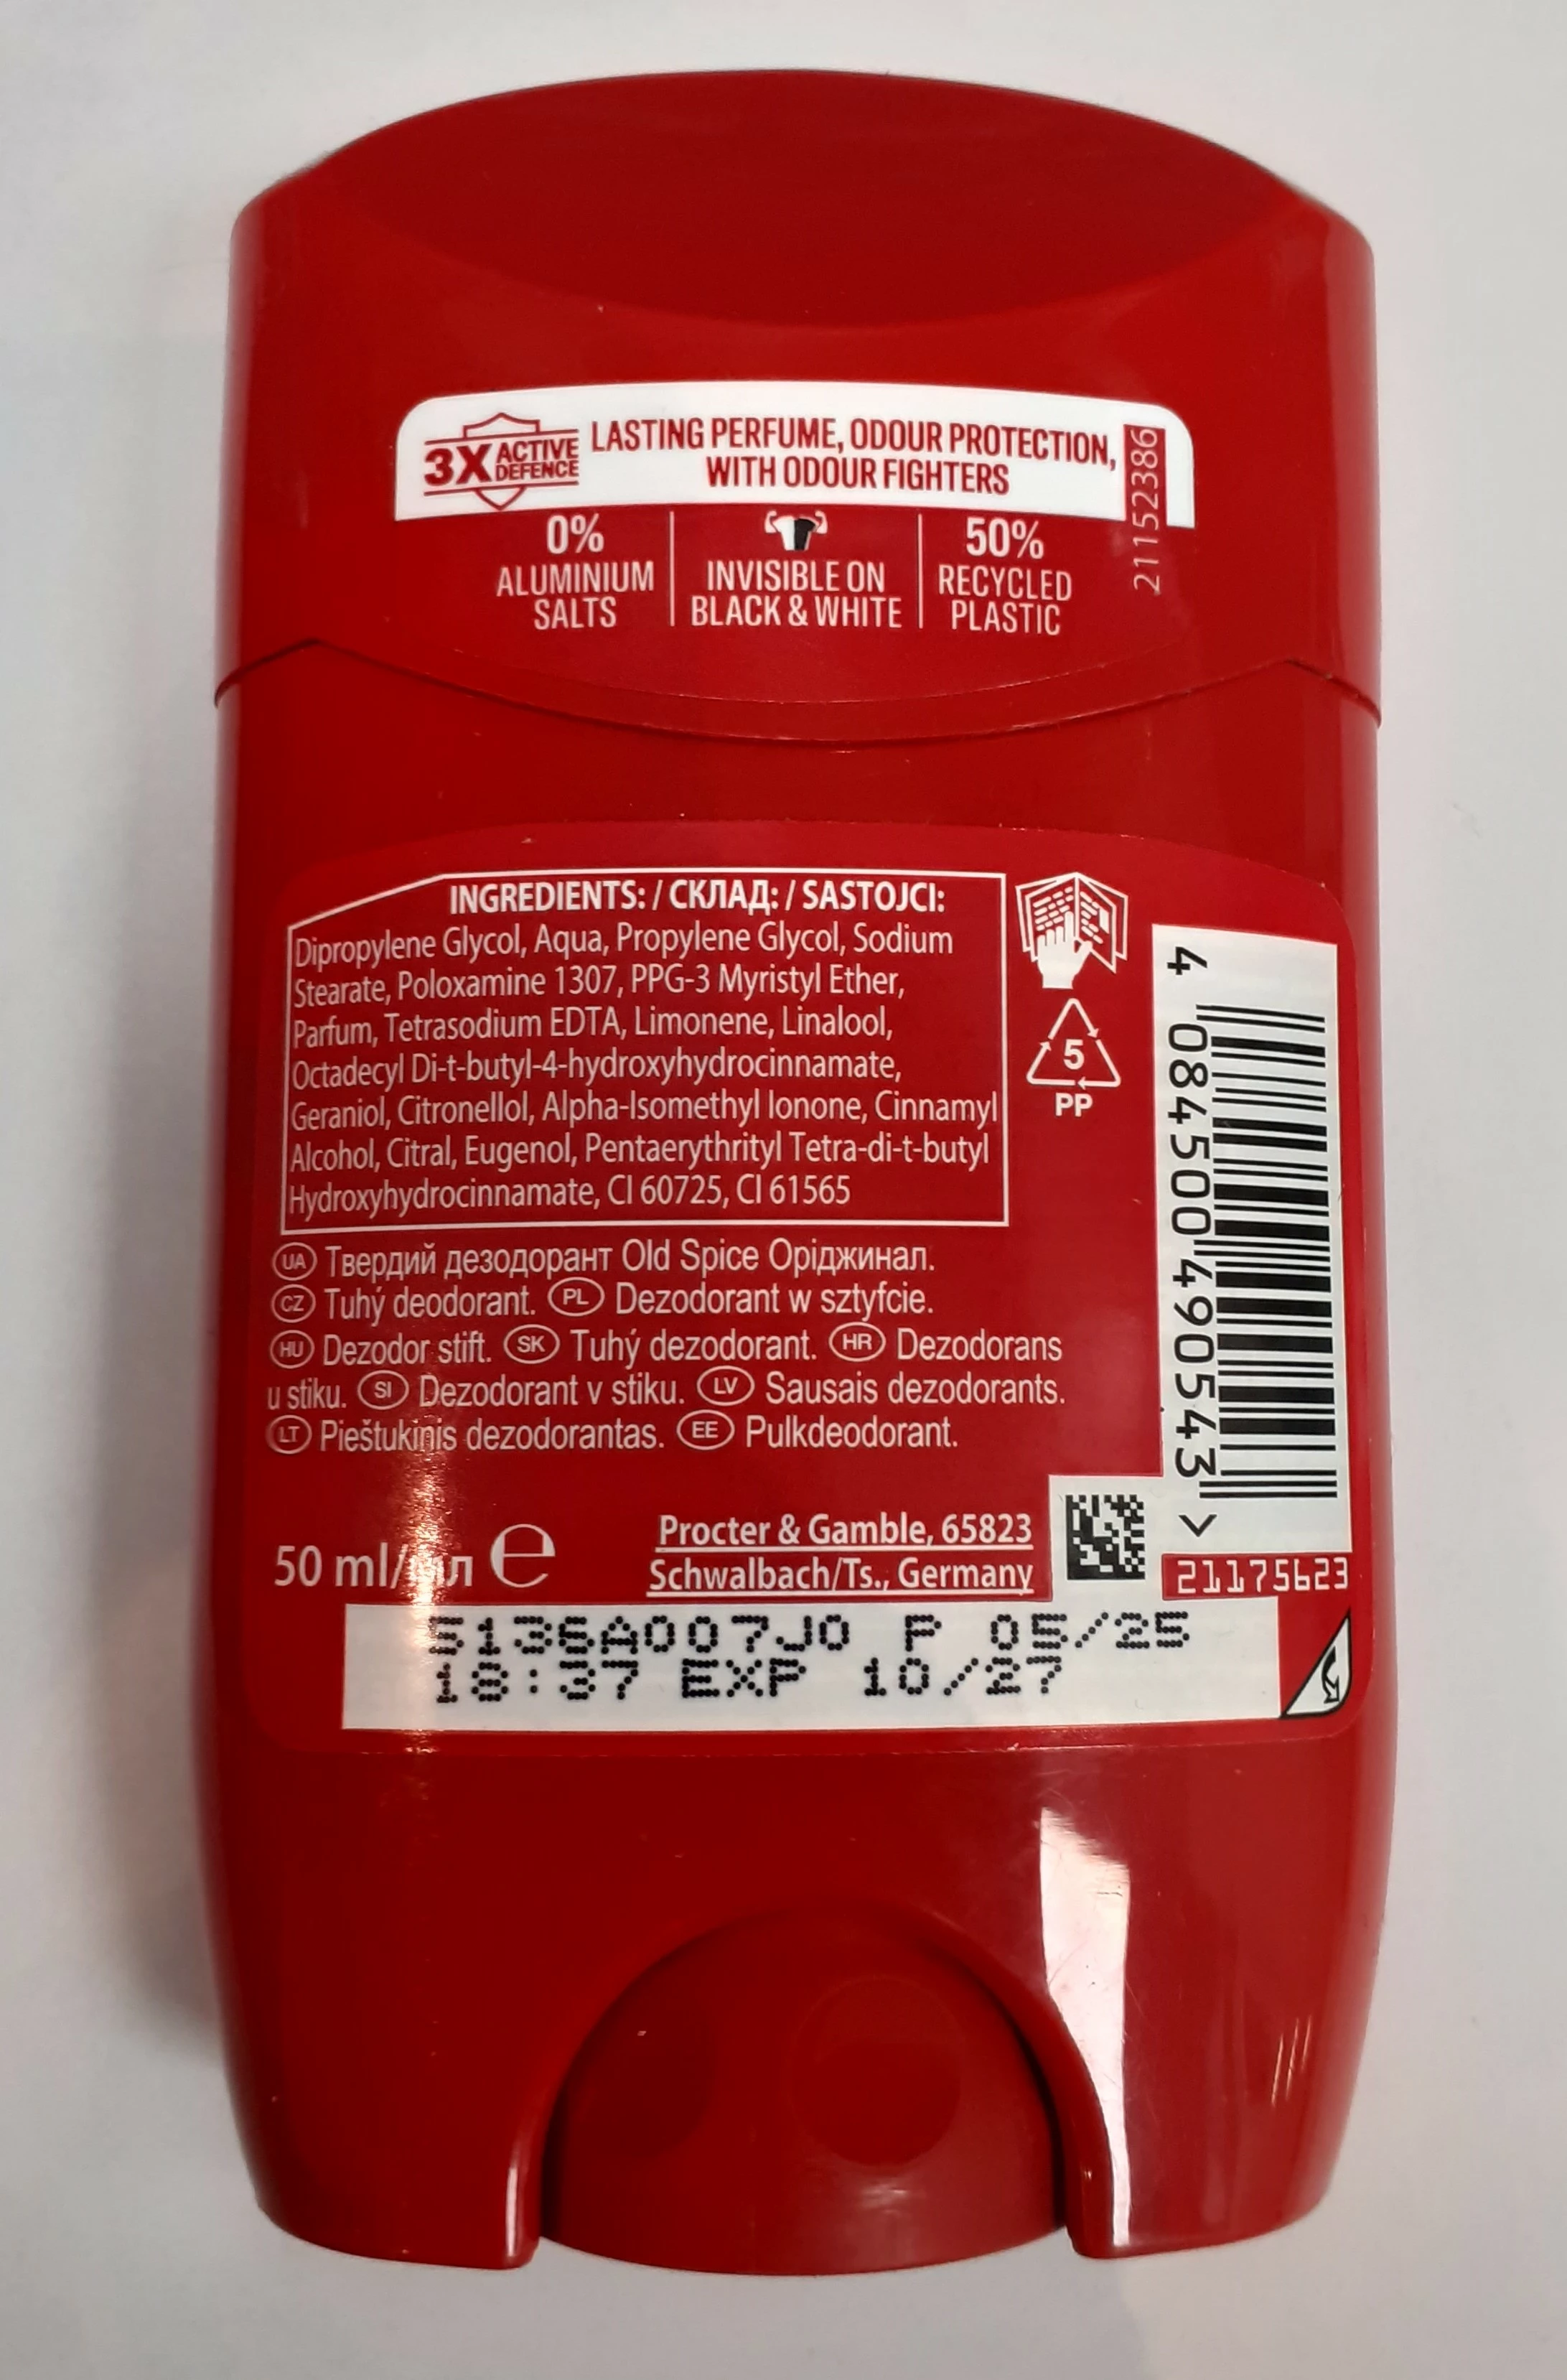 3X ACTIVE DEFENCE
LASTING PERFUME, ODOUR PROTECTION,
WITH ODOUR FIGHTERS
21152386
0%
ALUMINIUM
SALTS
INVISIBLE ON
BLACK & WHITE
50%
RECYCLED
PLASTIC
INGREDIENTS: / СКЛАД: / SASTOJCI:
Dipropylene Glycol, Aqua, Propylene Glycol, Sodium
Stearate, Poloxamine 1307, PPG-3 Myristyl Ether,
Parfum, Tetrasodium EDTA, Limonene, Linalool,
Octadecyl Di-t-butyl-4-hydroxyhydrocinnamate,
Geraniol, Citronellol, Alpha-Isomethyl Ionone, Cinnamyl
Alcohol, Citral, Eugenol, Pentaerythrityl Tetra-di-t-butyl
Hydroxyhydrocinnamate, CI 60725, CI 61565
5
PP
4 084500 490543 >
UA Твердий дезодорант Old Spice Оріджинал.
CZ Tuhý deodorant. PL Dezodorant w sztyfcie.
HU Dezodor stift. SK Tuhý dezodorant. HR Dezodorans
u stiku. SI Dezodorant v stiku. LV Sausais dezodorants.
LT Pieštukinis dezodorantas. EE Pulkdeodorant.
50 ml/мл e
Procter & Gamble, 65823
Schwalbach/Ts., Germany
21175623
5135A007J0 P 05/25
18:37 EXP 10/27